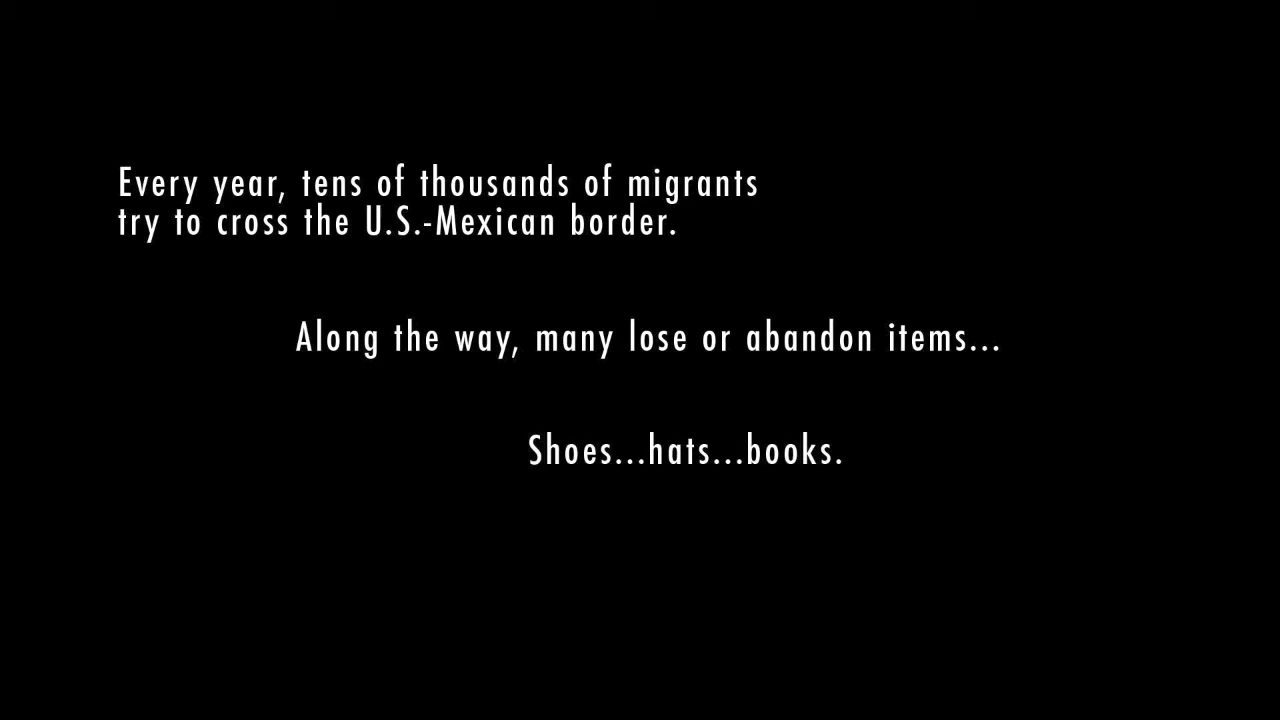 Every year, tens of thousands of migrants
try to cross the U.S.-Mexican border.
Along the way, many lose or abandon items...
Shoes...hats...books.